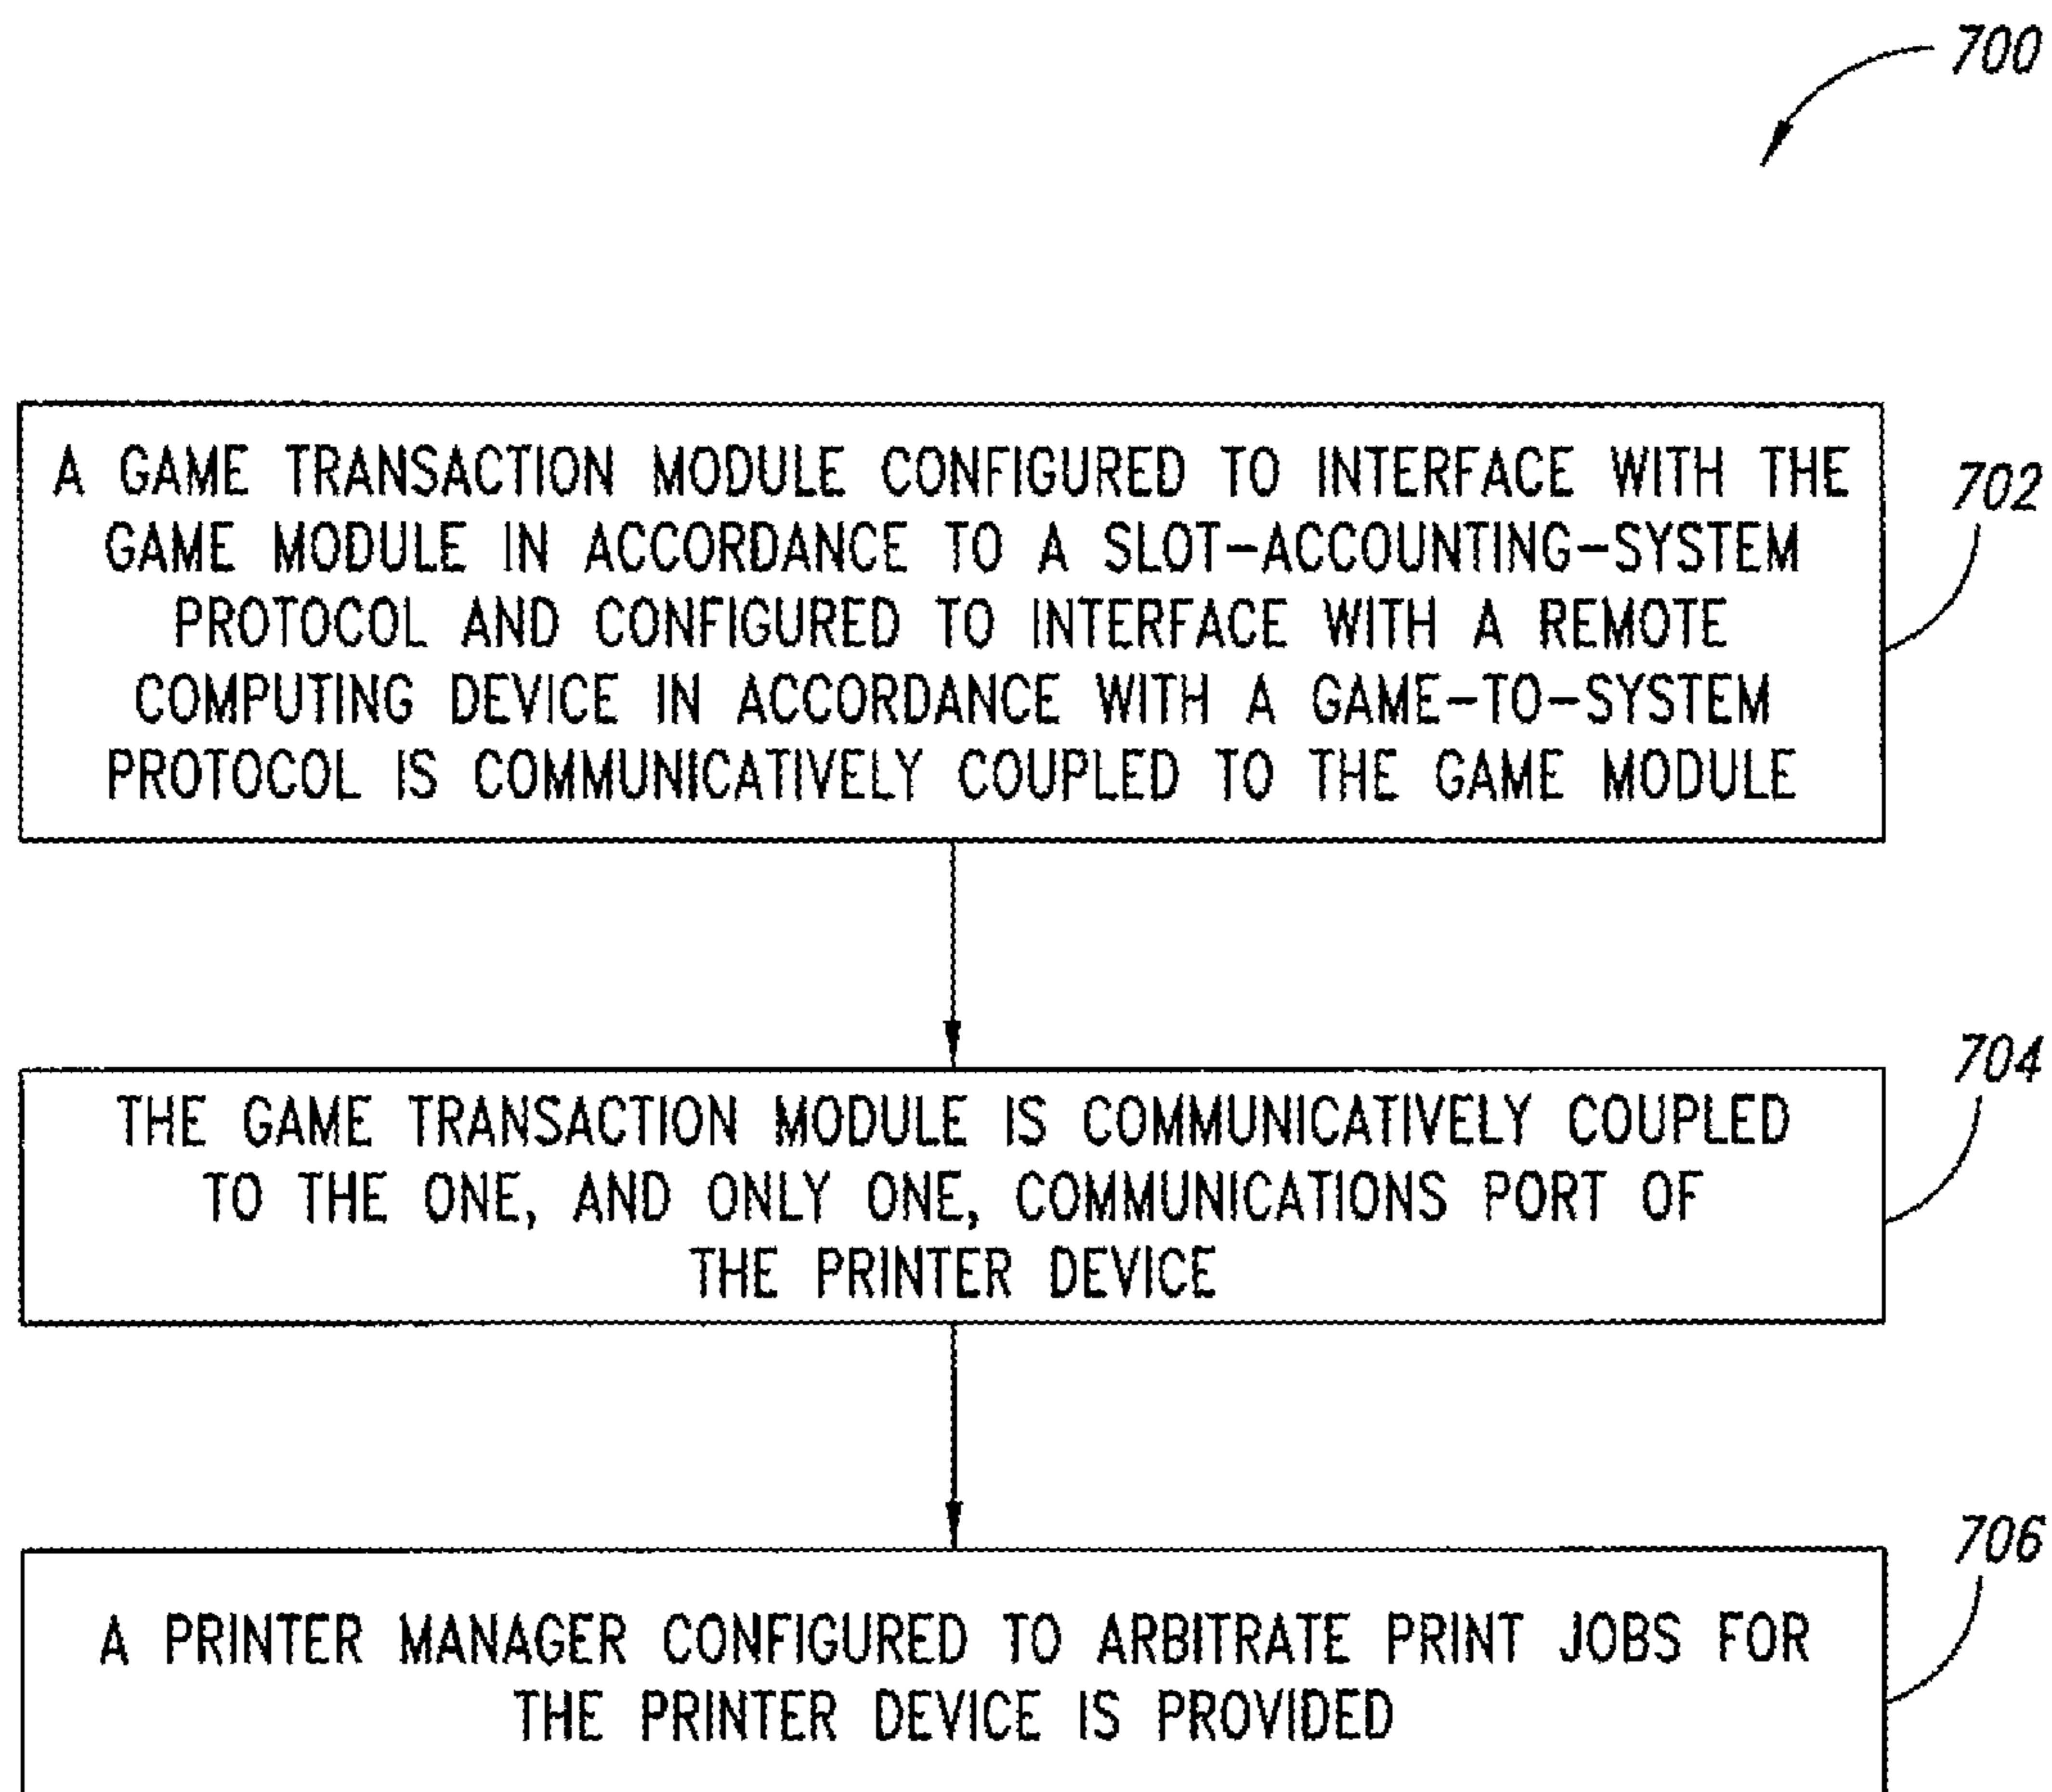 700
A GAME TRANSACTION MODULE CONFIGURED TO INTERFACE WITH THE
GAME MODULE IN ACCORDANCE TO A SLOT-ACCOUNTING-SYSTEM
PROTOCOL AND CONFIGURED TO INTERFACE WITH A REMOTE
COMPUTING DEVICE IN ACCORDANCE WITH A GAME-TO-SYSTEM
PROTOCOL IS COMMUNICATIVELY COUPLED TO THE GAME MODULE
702
THE GAME TRANSACTION MODULE IS COMMUNICATIVELY COUPLED
TO THE ONE, AND ONLY ONE, COMMUNICATIONS PORT OF
THE PRINTER DEVICE
704
A PRINTER MANAGER CONFIGURED TO ARBITRATE PRINT JOBS FOR
THE PRINTER DEVICE IS PROVIDED
706